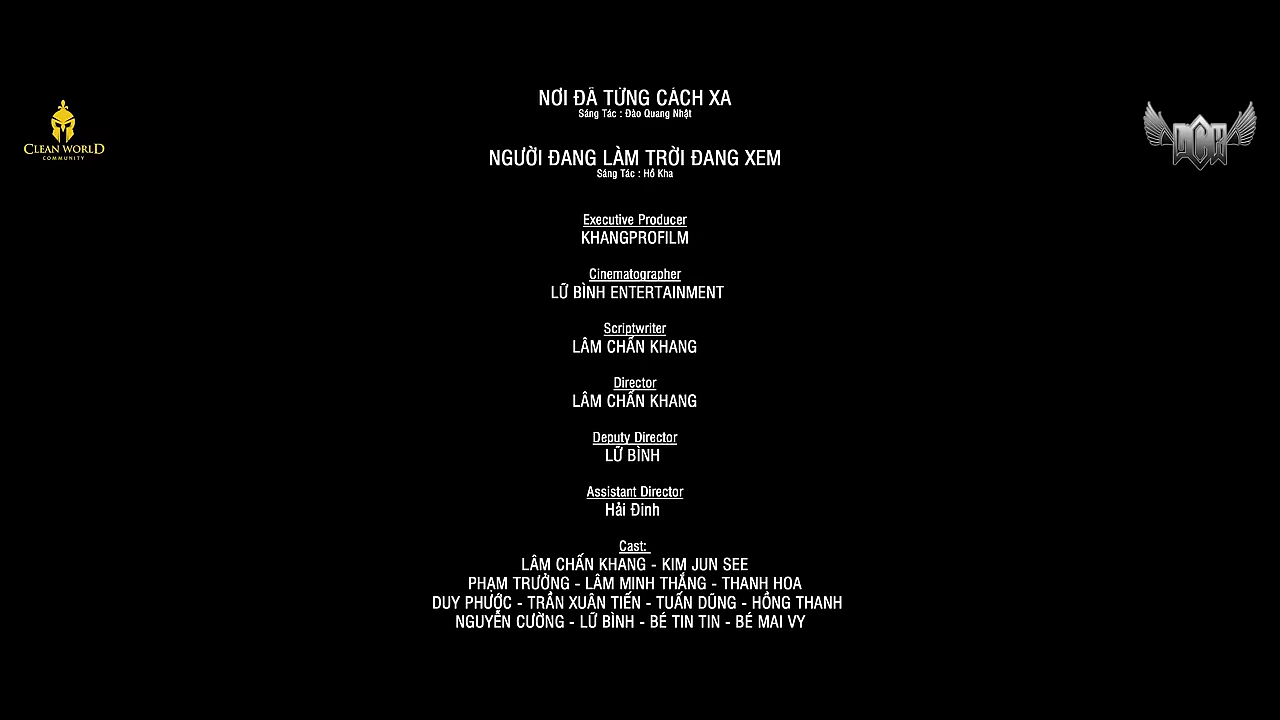 NƠI ĐÃ TỪNG CÁCH XA
Sáng Tác : Đào Quang Nhật
NGƯỜI ĐANG LÀM TRỜI ĐANG XEM
Sáng Tác : Hồ Kha
CLEAN WORLD
COMMUNITY
LCK
Executive Producer
KHANGPROFILM
Cinematographer
LỮ BÌNH ENTERTAINMENT
Scriptwriter
LÂM CHẤN KHANG
Director
LÂM CHẤN KHANG
Deputy Director
LỮ BÌNH
Assistant Director
Hải Đinh
Cast:
LÂM CHẤN KHANG - KIM JUN SEE
PHẠM TRƯỞNG - LÂM MINH THẮNG - THANH HOA
DUY PHƯỚC - TRẦN XUÂN TIẾN - TUẤN DŨNG - HỒNG THANH
NGUYỄN CƯỜNG - LỮ BÌNH - BÉ TIN TIN - BÉ MAI VY